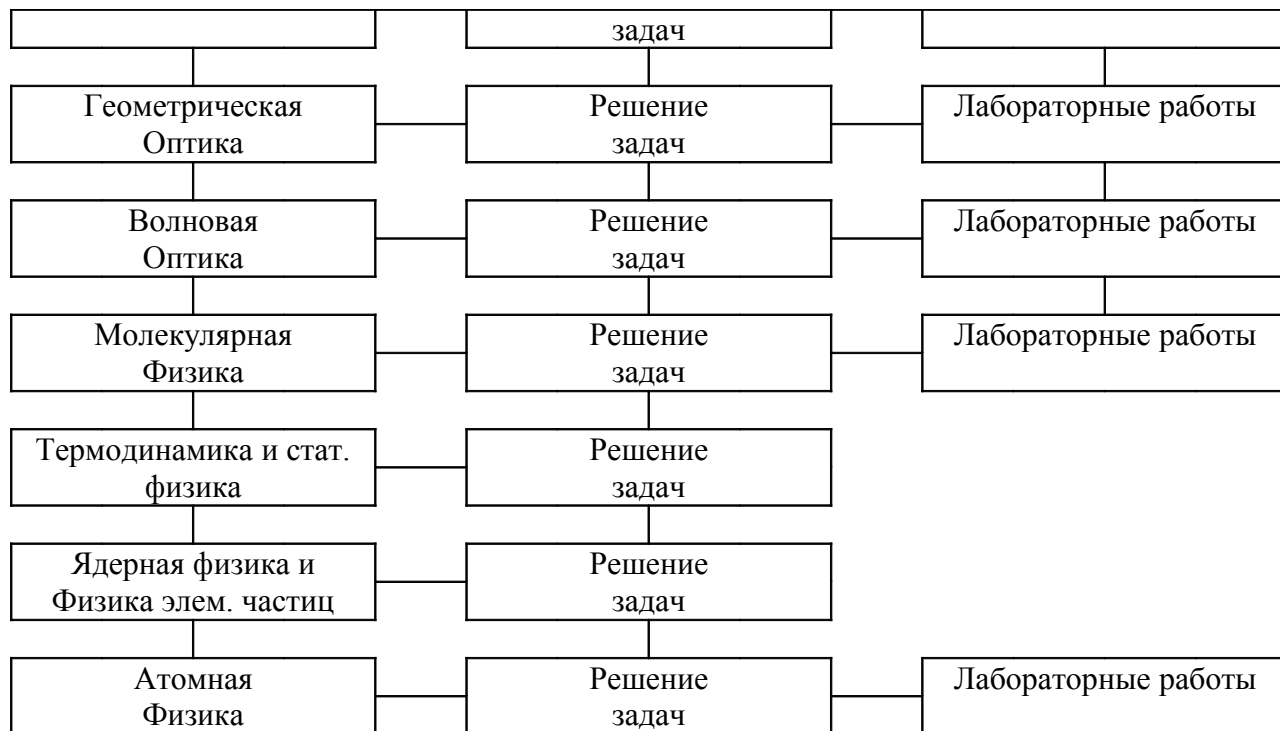 задач
Геометрическая
Оптика
Решение
задач
Лабораторные работы
Волновая
Оптика
Решение
задач
Лабораторные работы
Молекулярная
Физика
Решение
задач
Лабораторные работы
Термодинамика и стат.
физика
Решение
задач
Ядерная физика и
Физика элем. частиц
Решение
задач
Атомная
Физика
Решение
задач
Лабораторные работы